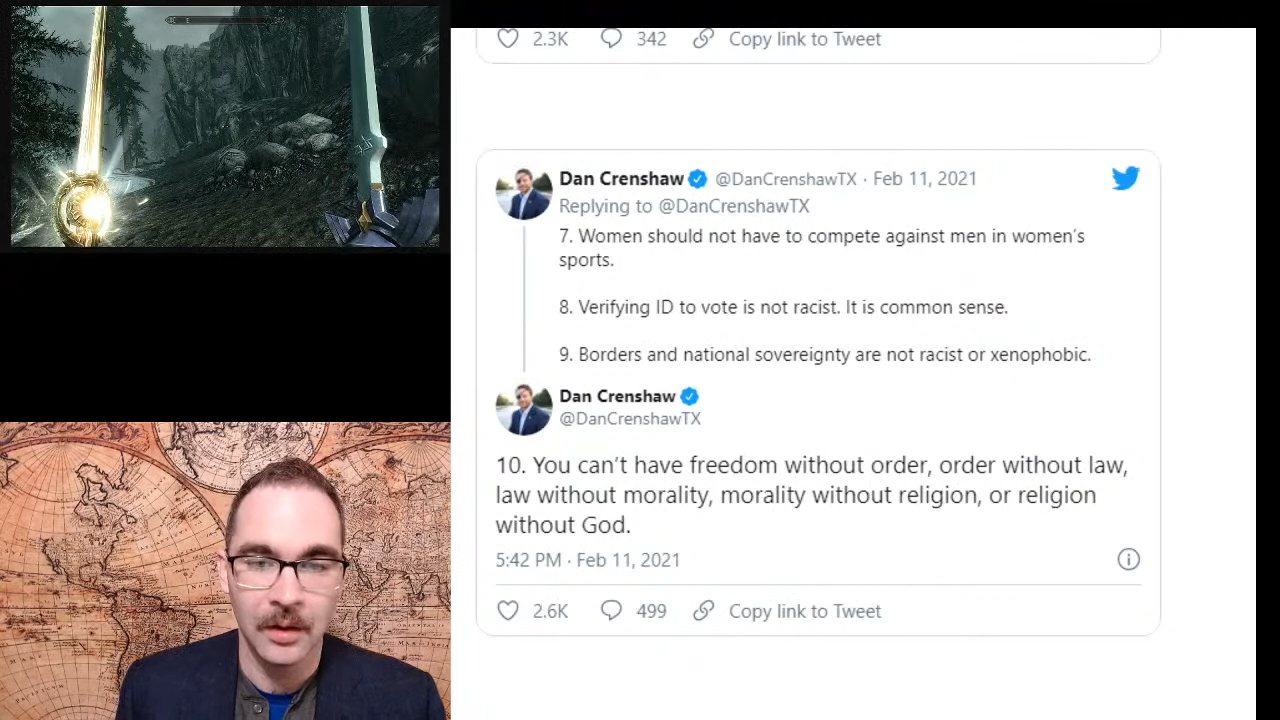 2.3K 342 Copy link to Tweet
Dan Crenshaw @DanCrenshawTX · Feb 11, 2021
Replying to @DanCrenshawTX
7. Women should not have to compete against men in women's
sports.
8. Verifying ID to vote is not racist. It is common sense.
9. Borders and national sovereignty are not racist or xenophobic.
Dan Crenshaw
@DanCrenshawTX
10. You can't have freedom without order, order without law,
law without morality, morality without religion, or religion
without God.
5:42 PM · Feb 11, 2021
2.6K 499 Copy link to Tweet